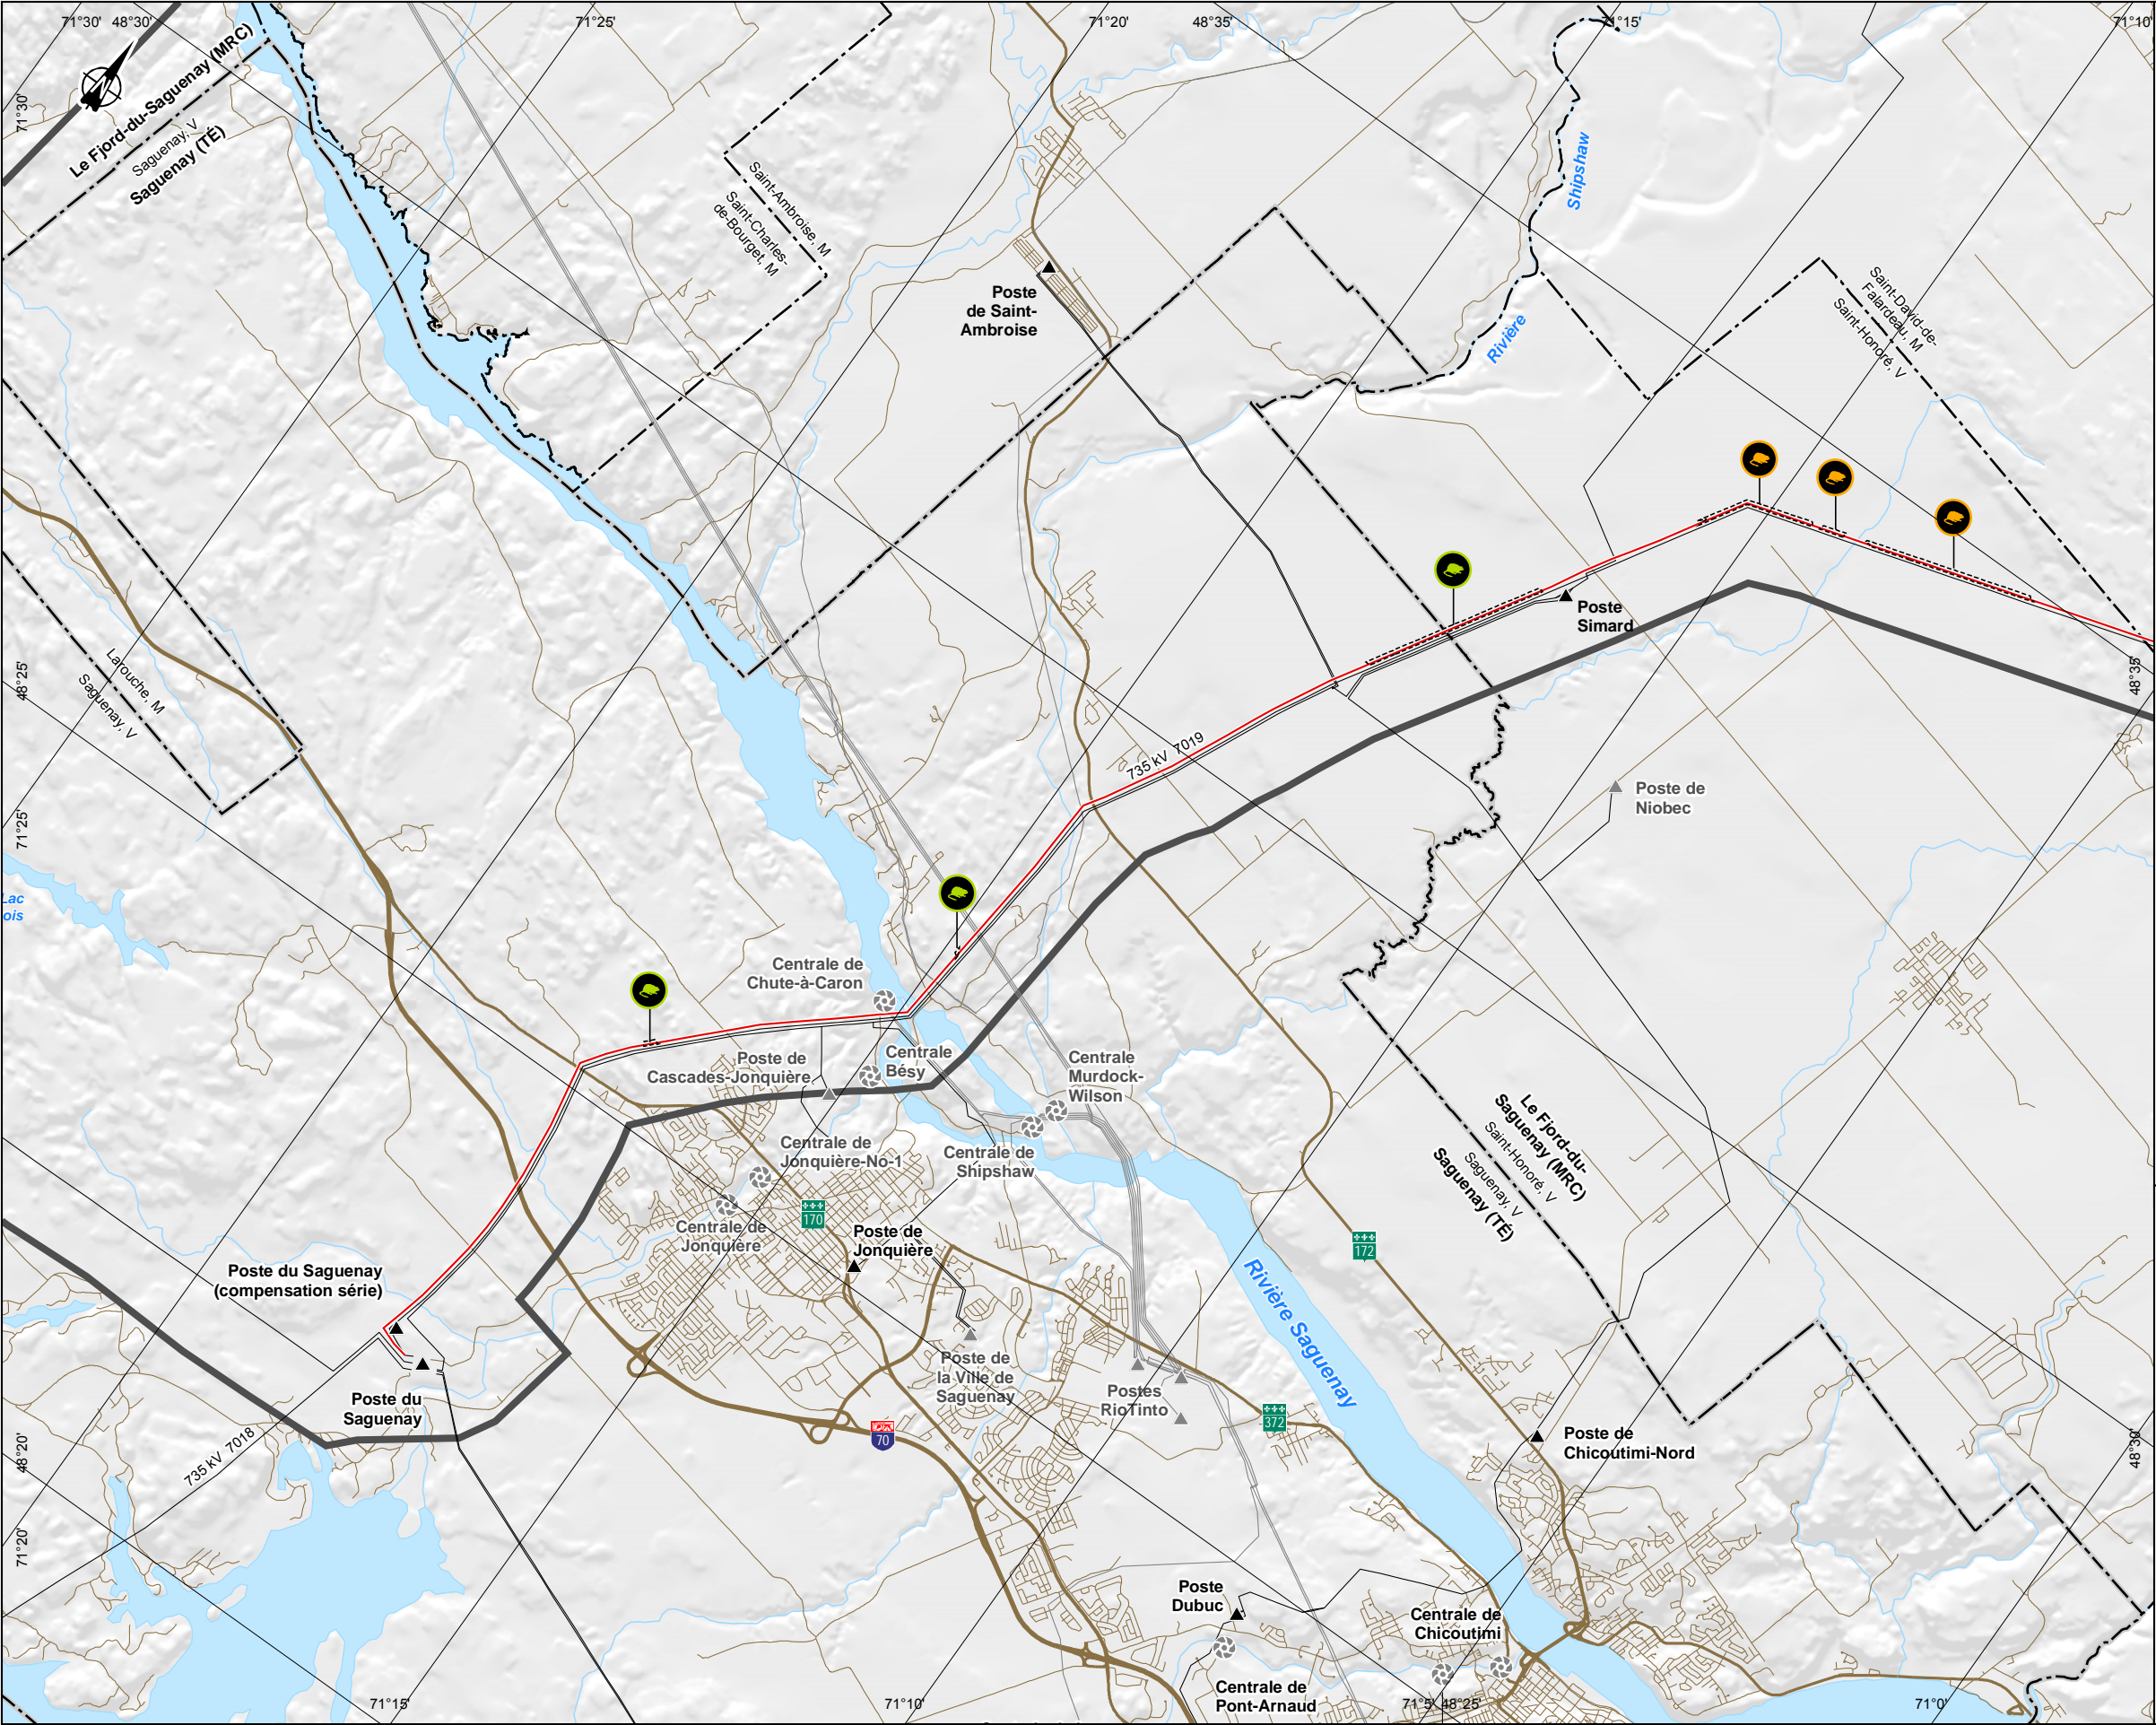 71°30'
48°30'
71°25'
71°20'
48°35'
71°15'
71°10'
71°30'
Le Fjord-du-Saguenay (MRC)
Saguenay, V
Saguenay (TÉ)
Saint-Ambroise, M
Saint-Charles-
de-Bourget, M
Shipshaw
Rivière
Poste
de Saint-
Ambroise
Saint-David-de-
Falardeau, M
Saint-Honoré, V
Poste
Simard
Larouche, M
Saguenay, V
48°25'
71°25'
48°35'
735 kV 7019
Poste de
Niobec
Lac
ois
Centrale de
Chute-à-Caron
Poste de
Cascades-Jonquière
Centrale
Bésy
Centrale
Murdock-
Wilson
Centrale de
Jonquière-No-1
Centrale de
Shipshaw
Le Fjord-du-
Saguenay (MRC)
Saint-Honoré, V
Saguenay, V
Saguenay (TÉ)
170
Centrale de
Jonquière
Poste de
Jonquière
172
Poste du Saguenay
(compensation série)
Rivière Saguenay
Poste de
la Ville de
Saguenay
Postes
RioTinto
Poste du
Saguenay
372
70
735 kV 7018
Poste de
Chicoutimi-Nord
48°20'
48°30'
71°20'
Poste
Dubuc
Centrale de
Chicoutimi
Centrale de
Pont-Arnaud
71°15'
71°10'
71°5'
48°25'
71°0'